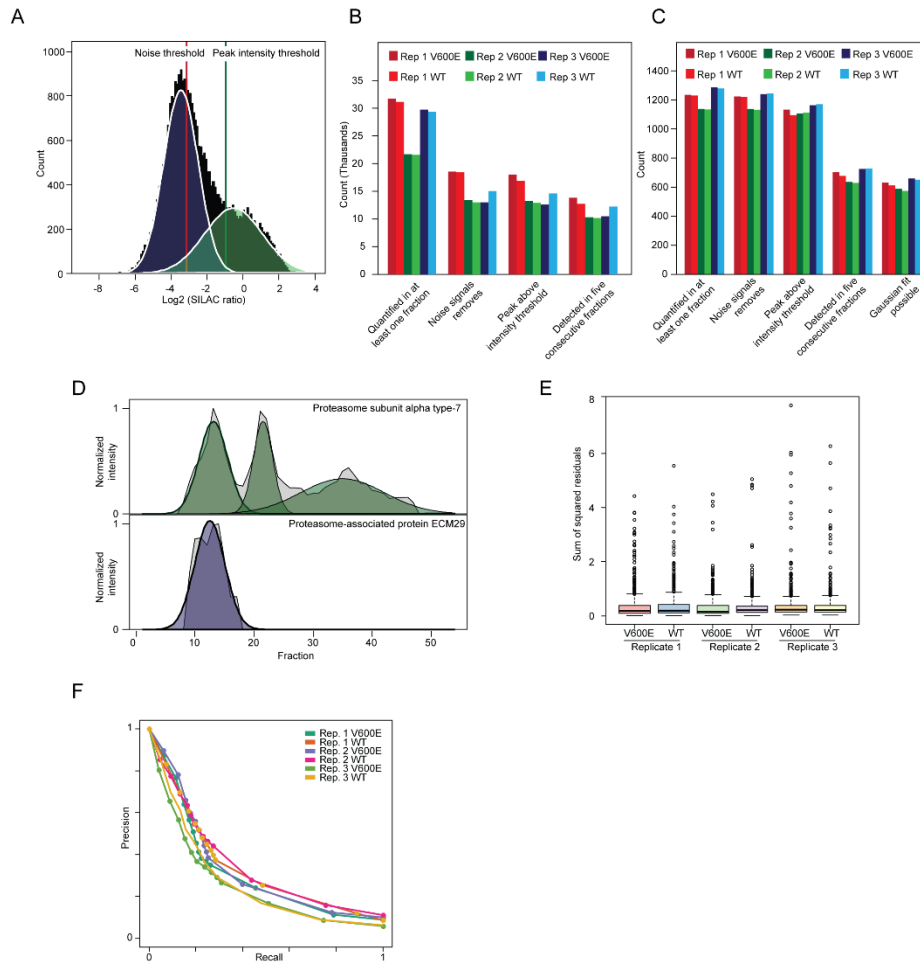 A
Noise threshold
Peak intensity threshold
Count
1000
800
600
400
200
0
-8
-6
-4
-2
0
2
4
Log2 (SILAC ratio)
B
Rep 1 V600E
Rep 2 V600E
Rep 3 V600E
Rep 1 WT
Rep 2 WT
Rep 3 WT
Count (Thousands)
35
30
25
20
15
10
5
0
Quantified in at
least one fraction
Noise signals
removes
Peak above
intensity threshold
Detected in five
consecutive fractions
C
Rep 1 V600E
Rep 2 V600E
Rep 3 V600E
Rep 1 WT
Rep 2 WT
Rep 3 WT
Count
1400
1200
1000
800
600
400
200
0
Quantified in at
least one fraction
Noise signals
removes
Peak above
intensity threshold
Detected in five
consecutive fractions
Gaussian fit
possible
D
Proteasome subunit alpha type-7
Normalized
intensity
1
0
Proteasome-associated protein ECM29
Normalized
intensity
1
0
0
10
20
30
40
50
Fraction
E
Sum of squared residuals
8
6
4
2
0
V600E
WT
V600E
WT
V600E
WT
Replicate 1
Replicate 2
Replicate 3
F
Rep. 1 V600E
Rep. 1 WT
Rep. 2 V600E
Rep. 2 WT
Rep. 3 V600E
Rep. 3 WT
Precision
1
0
0
Recall
1